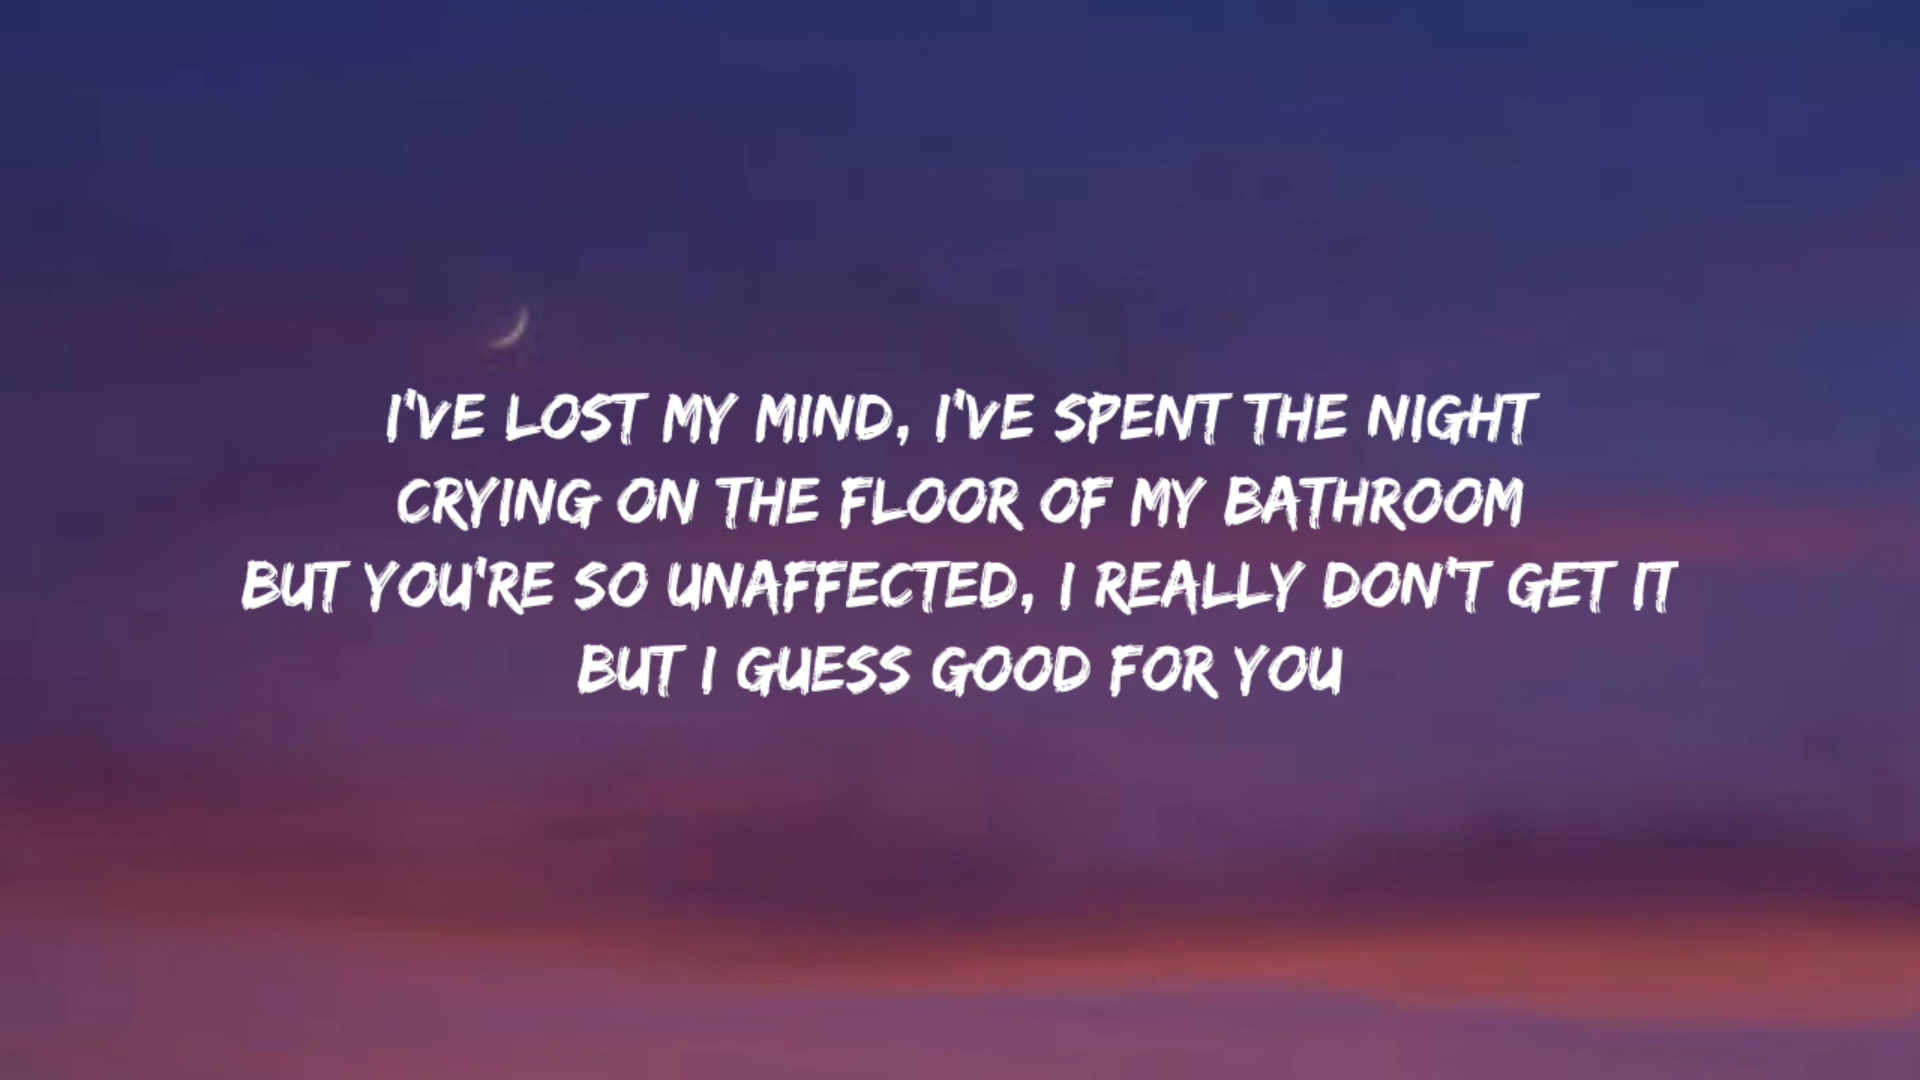 I'VE LOST MY MIND, I'VE SPENT THE NIGHT
CRYING ON THE FLOOR OF MY BATHROOM
BUT YOU'RE SO UNAFFECTED, I REALLY DON'T GET IT
BUT I GUESS GOOD FOR YOU